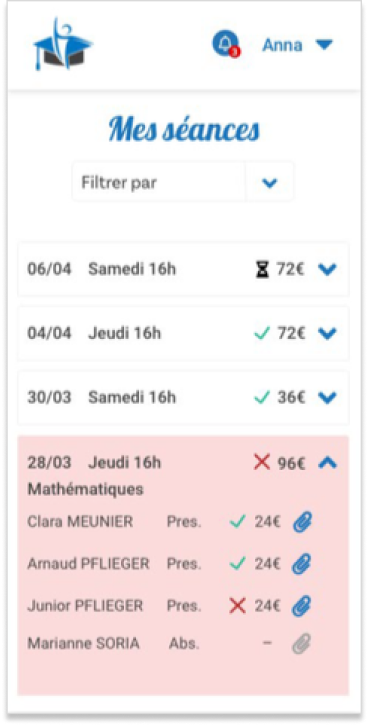 3
Anna
Mes séances
Filtrer par
06/04 Samedi 16h 72€
04/04 Jeudi 16h 72€
30/03 Samedi 16h 36€
28/03 Jeudi 16h 96€
Mathématiques
Clara MEUNIER Pres. 24€
Arnaud PFLIEGER Pres. 24€
Junior PFLIEGER Pres. 24€
Marianne SORIA Abs. –